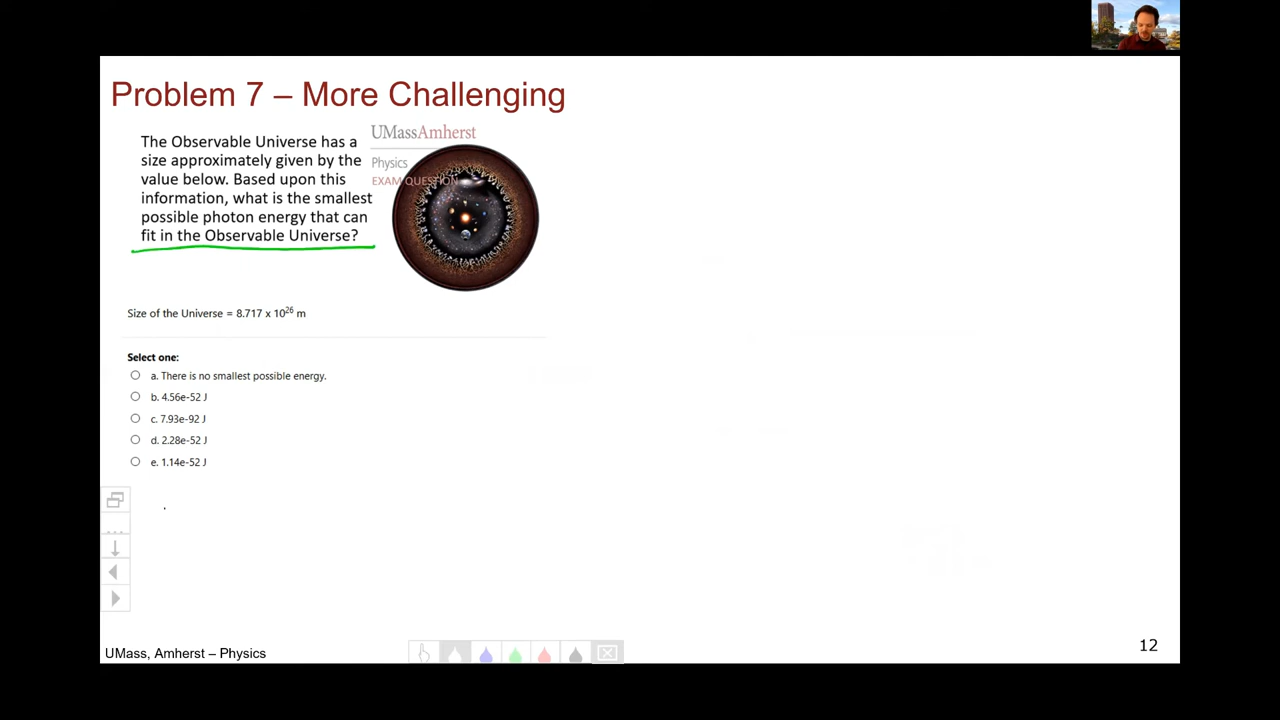 Problem 7 – More Challenging
The Observable Universe has a
size approximately given by the
value below. Based upon this
information, what is the smallest
possible photon energy that can
fit in the Observable Universe?
UMassAmherst
Physics
EXAM QUESTION
Size of the Universe = 8.717 x 10²⁶ m
Select one:
a. There is no smallest possible energy.
b. 4.56e-52 J
c. 7.93e-92 J
d. 2.28e-52 J
e. 1.14e-52 J
UMass, Amherst – Physics
12